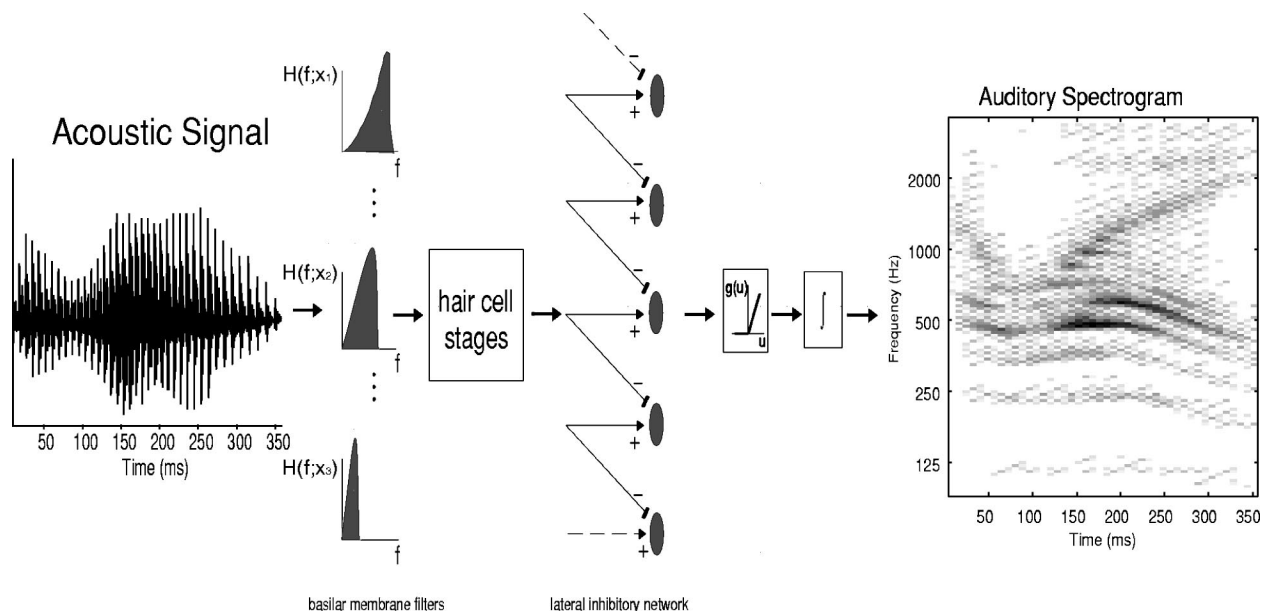 Acoustic Signal
50 100 150 200 250 300 350
Time (ms)
H(f;x1)
f
H(f;x2)
f
H(f;x3)
f
basilar membrane filters
hair cell
stages
−
+
−
+
−
+
−
+
−
+
lateral inhibitory network
g(u)
u
∫
Auditory Spectrogram
Frequency (Hz)
2000
1000
500
250
125
50 100 150 200 250 300 350
Time (ms)